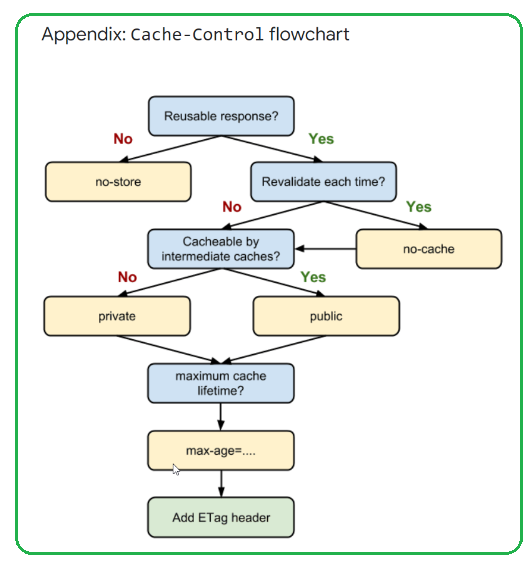 Appendix: Cache-Control flowchart
Reusable response?
No
Yes
no-store
Revalidate each time?
No
Yes
Cacheable by
intermediate caches?
no-cache
No
Yes
private
public
maximum cache
lifetime?
max-age=....
Add ETag header